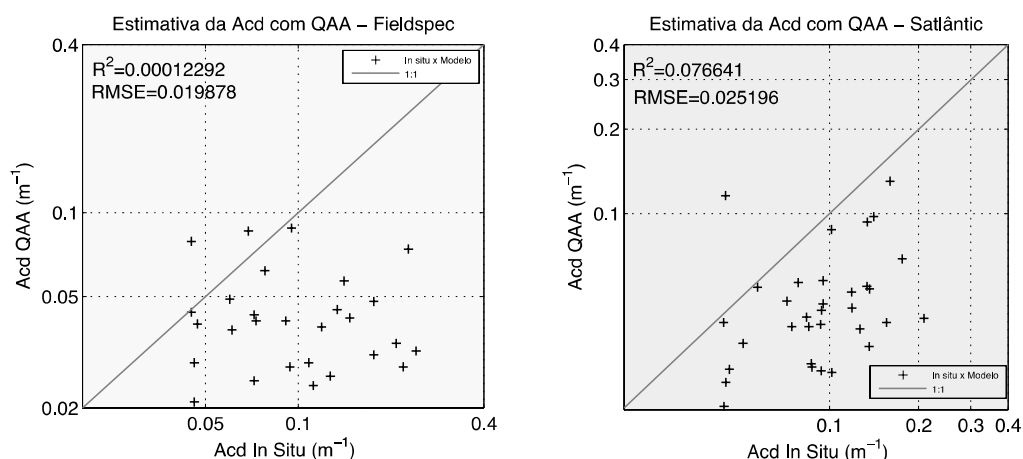 Estimativa da Acd com QAA – Fieldspec
0.4
R²=0.00012292
RMSE=0.019878
In situ x Modelo
1:1
0.1
0.05
0.02
Acd QAA (m⁻¹)
0.05
0.1
0.4
Acd In Situ (m⁻¹)
Estimativa da Acd com QAA – Satlântic
0.4
0.3
0.2
0.1
R²=0.076641
RMSE=0.025196
Acd QAA (m⁻¹)
In situ x Modelo
1:1
0.1
0.2
0.3
0.4
Acd In Situ (m⁻¹)